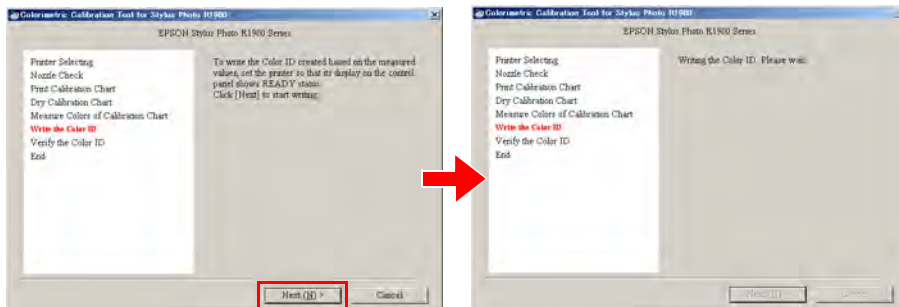 Colorimetric Calibration Tool for Stylus Photo R1900
EPSON Stylus Photo R1900 Series
Printer Selecting
Nozzle Check
Print Calibration Chart
Dry Calibration Chart
Measure Colors of Calibration Chart
Write the Color ID
Verify the Color ID
End
To write the Color ID created based on the measured
values, set the printer so that its display on the control
panel shows READY status.
Click [Next] to start writing.
Next (N) >
Cancel
Colorimetric Calibration Tool for Stylus Photo R1900
EPSON Stylus Photo R1900 Series
Printer Selecting
Nozzle Check
Print Calibration Chart
Dry Calibration Chart
Measure Colors of Calibration Chart
Write the Color ID
Verify the Color ID
End
Writing the Color ID. Please wait.
Next (N) >
Cancel